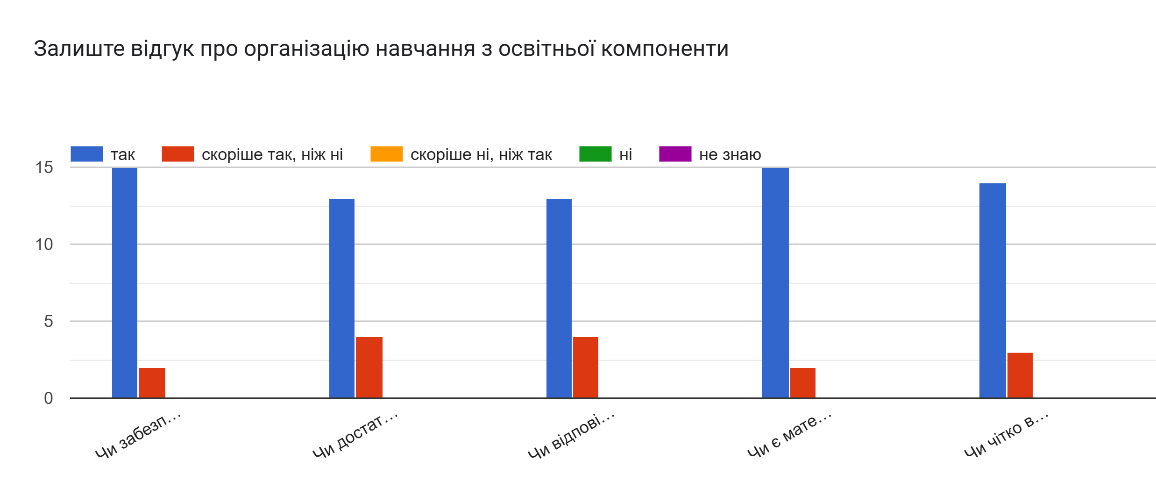 Залиште відгук про організацію навчання з освітньої компоненти
так скоріше так, ніж ні скоріше ні, ніж так ні не знаю
15
10
5
0
Чи забезп...
Чи достат...
Чи відпові...
Чи є мате...
Чи чітко в...